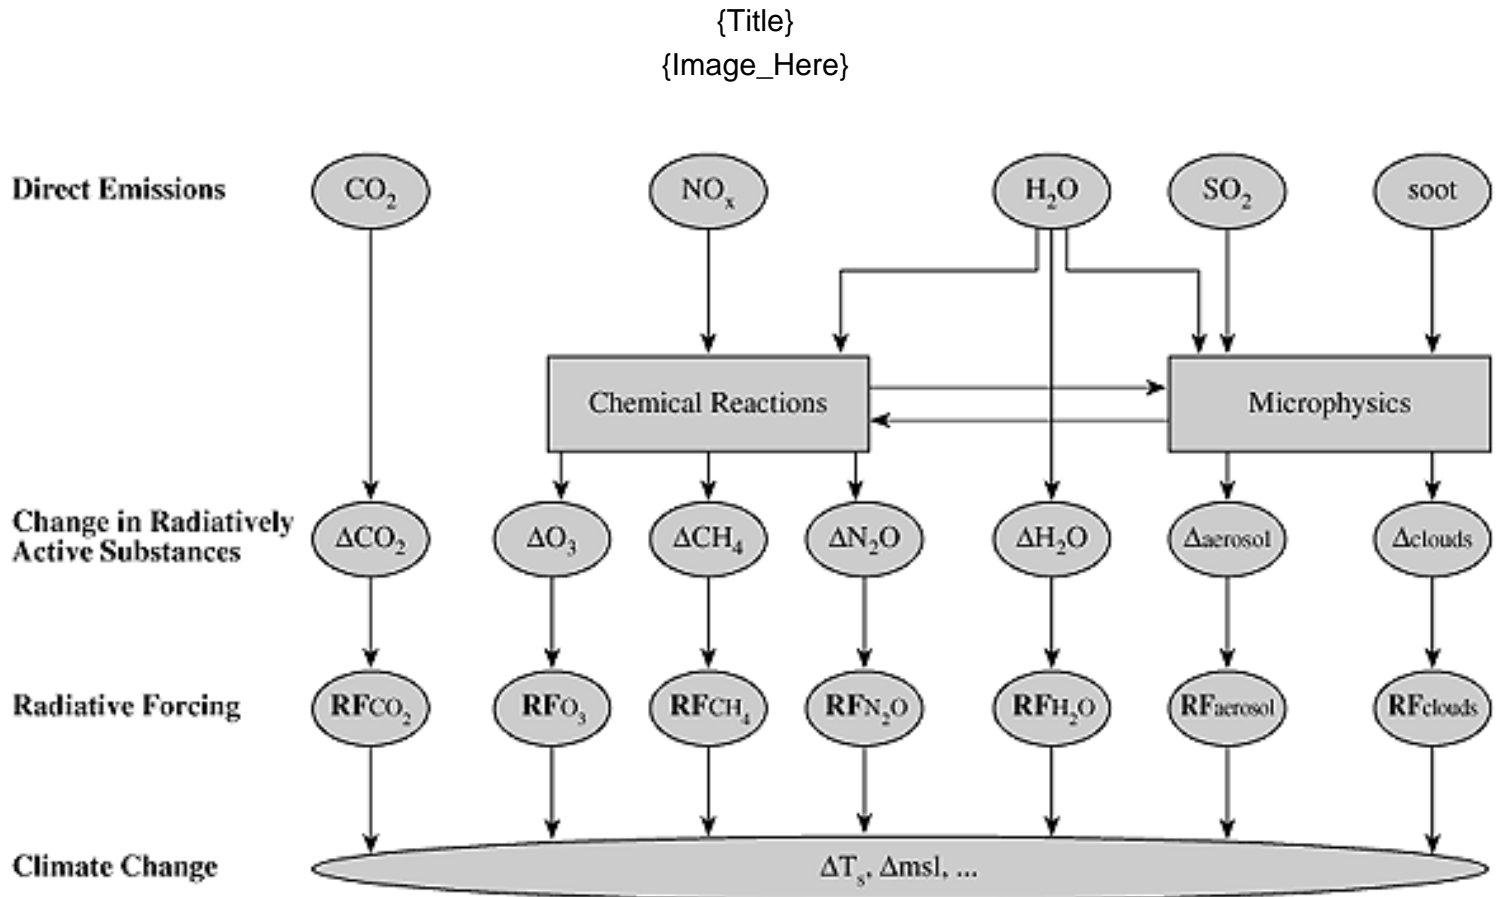 {Title}
{Image_Here}
Direct Emissions
CO₂
NOₓ
H₂O
SO₂
soot
Chemical Reactions
Microphysics
Change in Radiatively
Active Substances
ΔCO₂
ΔO₃
ΔCH₄
ΔN₂O
ΔH₂O
Δaerosol
Δclouds
Radiative Forcing
RFCO₂
RFO₃
RFCH₄
RFN₂O
RFH₂O
RFaerosol
RFclouds
Climate Change
ΔTₛ, Δmsl, ...